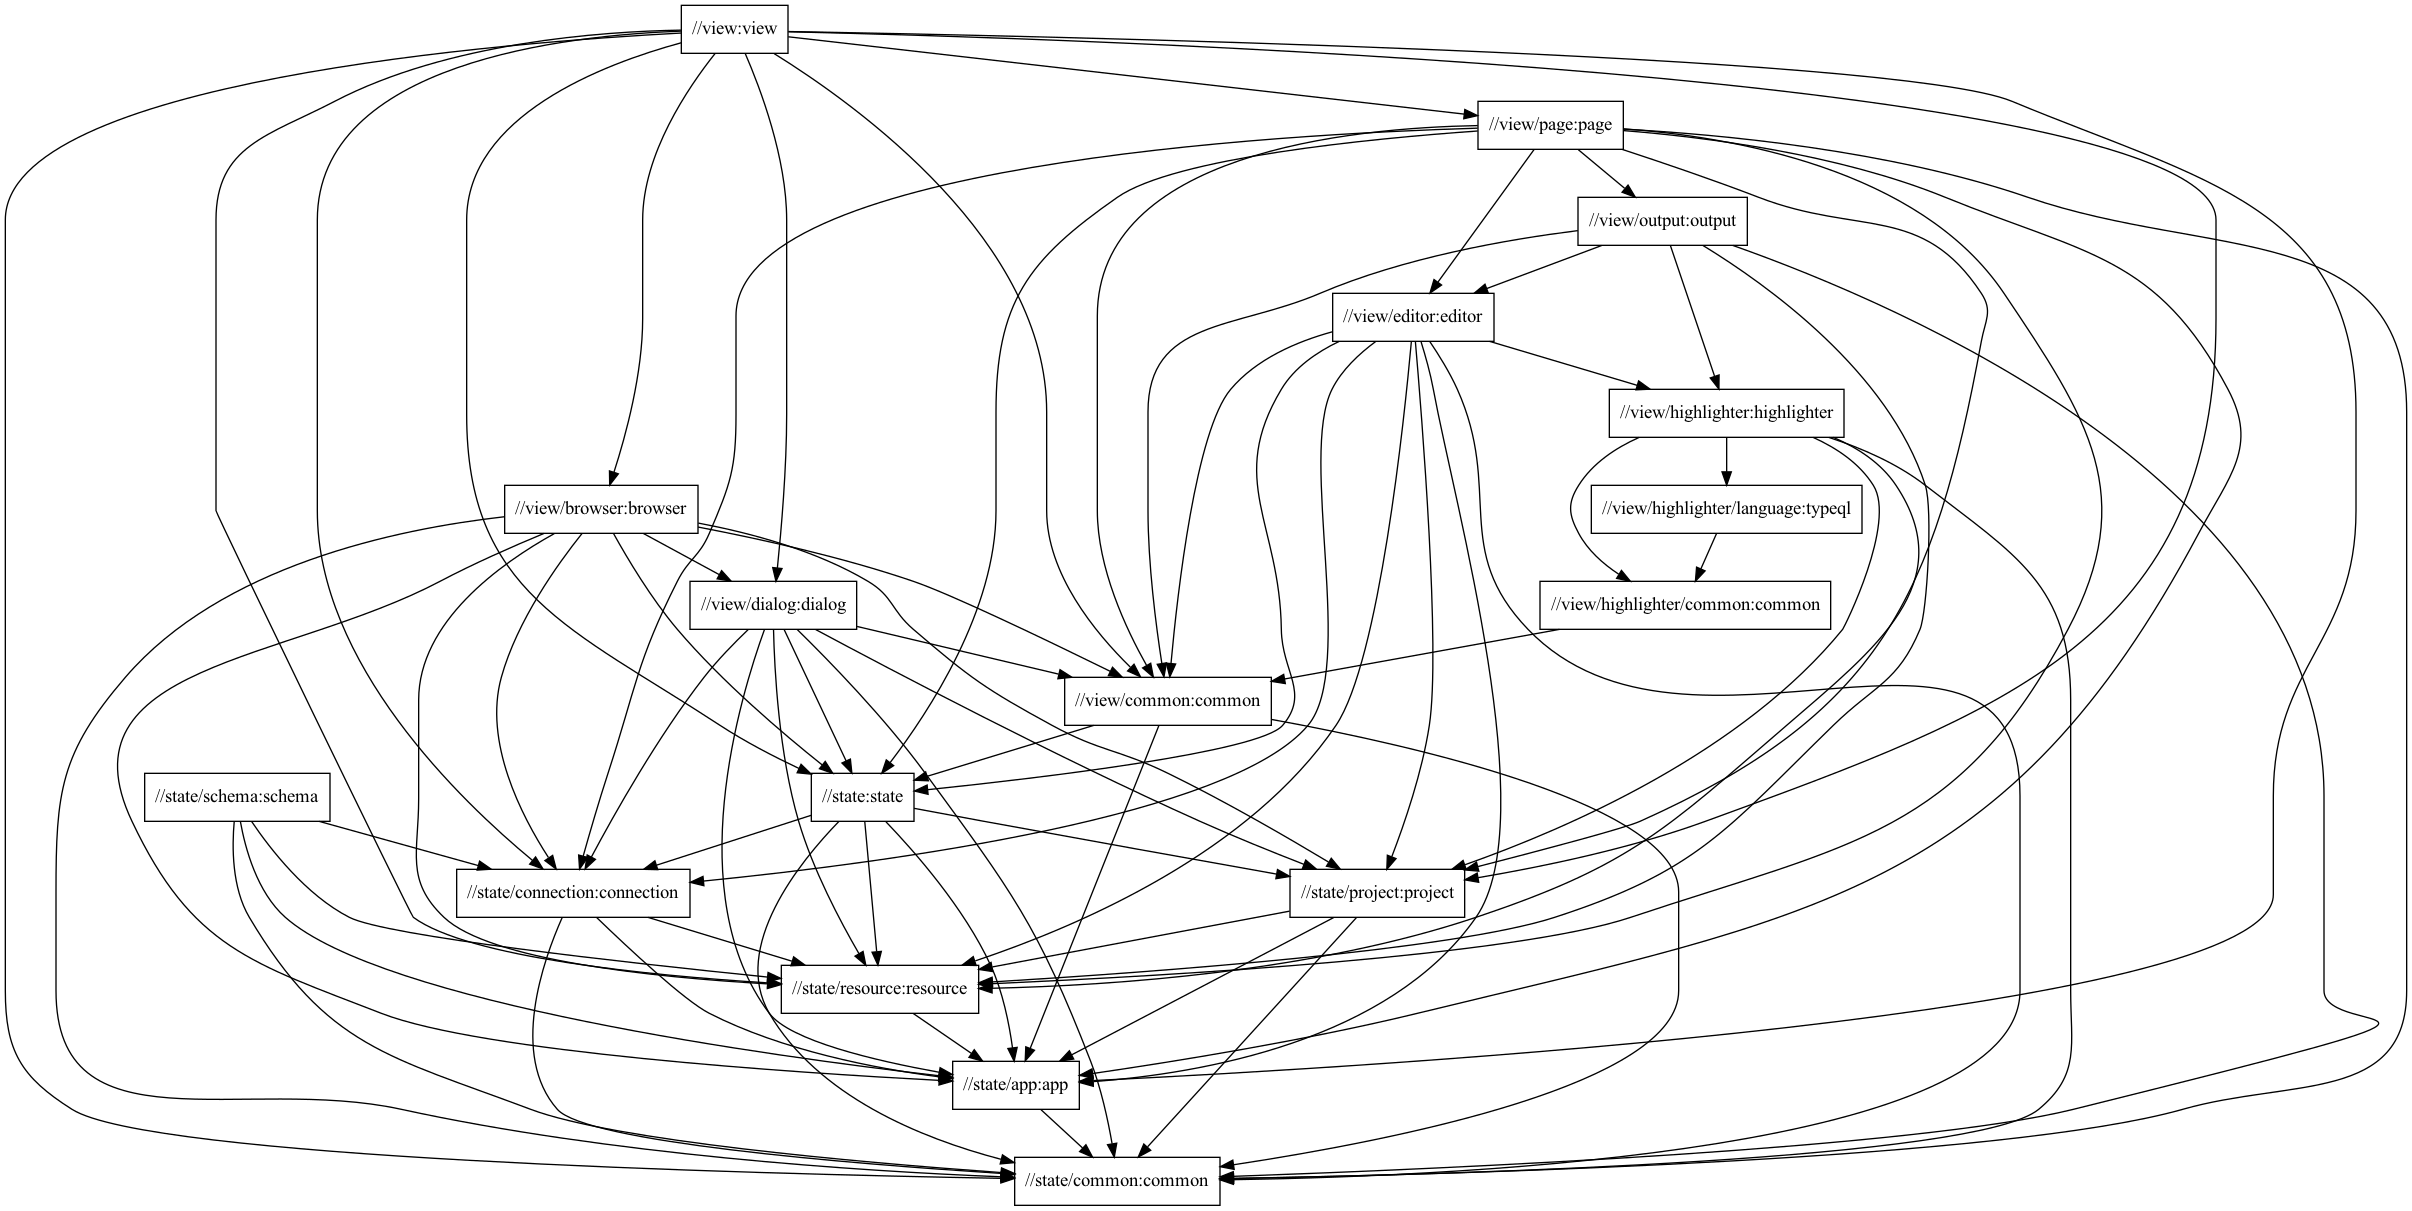 //view:view
//view/page:page
//view/output:output
//view/editor:editor
//view/highlighter:highlighter
//view/browser:browser
//view/highlighter/language:typeql
//view/dialog:dialog
//view/highlighter/common:common
//view/common:common
//state/schema:schema
//state:state
//state/connection:connection
//state/project:project
//state/resource:resource
//state/app:app
//state/common:common